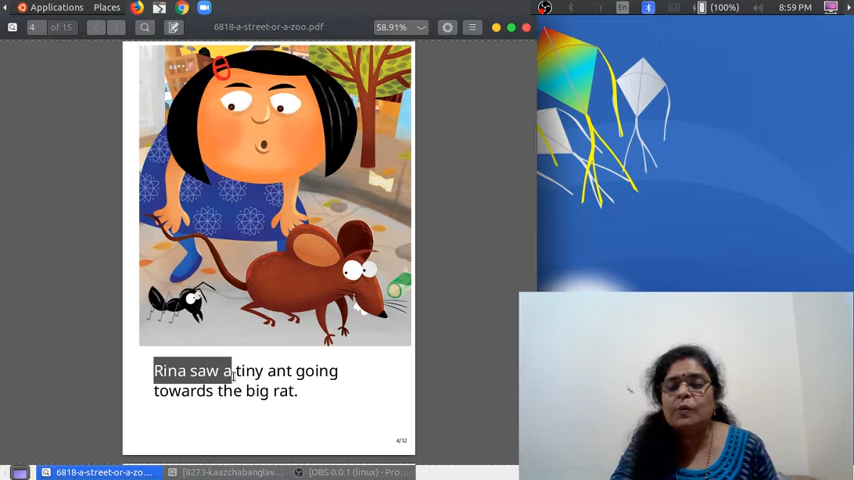 Applications Places En (100%) 8:59 PM
4 of 15 6818-a-street-or-a-zoo.pdf 58.91%
Rina saw a tiny ant going
towards the big rat.
4/12
6818-a-street-or-a-zo... [8273-kaazchabanglav... [OBS 0.0.1 (linux) - Pro...